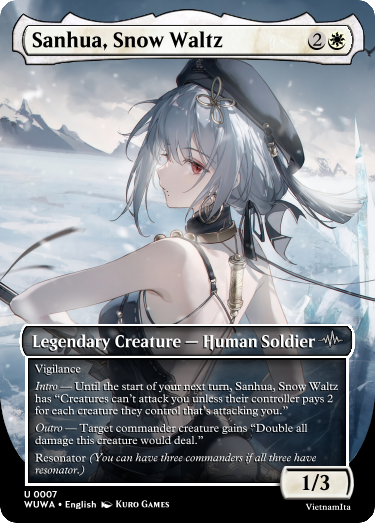 Sanhua, Snow Waltz 2
Legendary Creature — Human Soldier
Vigilance
Intro — Until the start of your next turn, Sanhua, Snow Waltz
has “Creatures can’t attack you unless their controller pays 2
for each creature they control that’s attacking you.”
Outro — Target commander creature gains “Double all
damage this creature would deal.”
Resonator (You can have three commanders if all three have
resonator.)
1/3
U 0007
WUWA • English KURO GAMES
VietnamIta